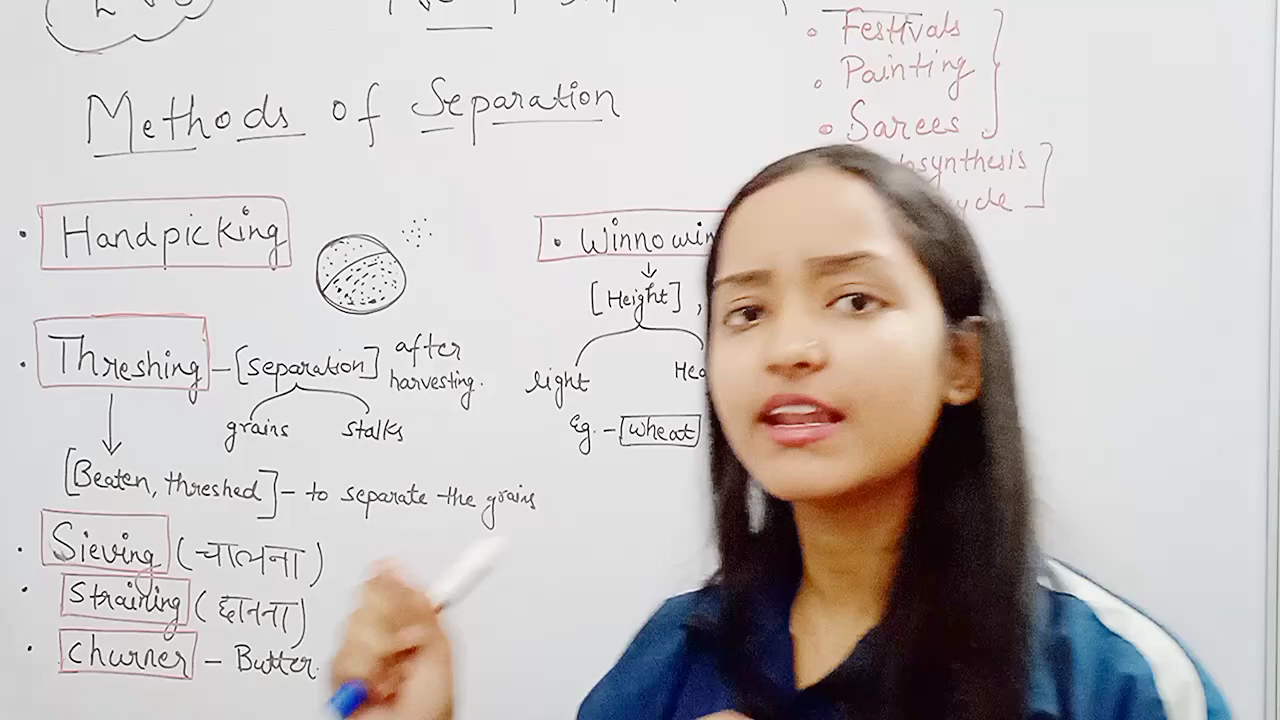 Methods of Separation
• Handpicking
• Threshing – [separation] after harvesting.
grains stalks
[Beaten, threshed] – to separate the grains
• Sieving (चालना)
• Straining (छानना)
• Churner – Butter.
• Winnowin
[Height] ,
light
Eg. – wheat
• Festivals
• Painting
• Sarees